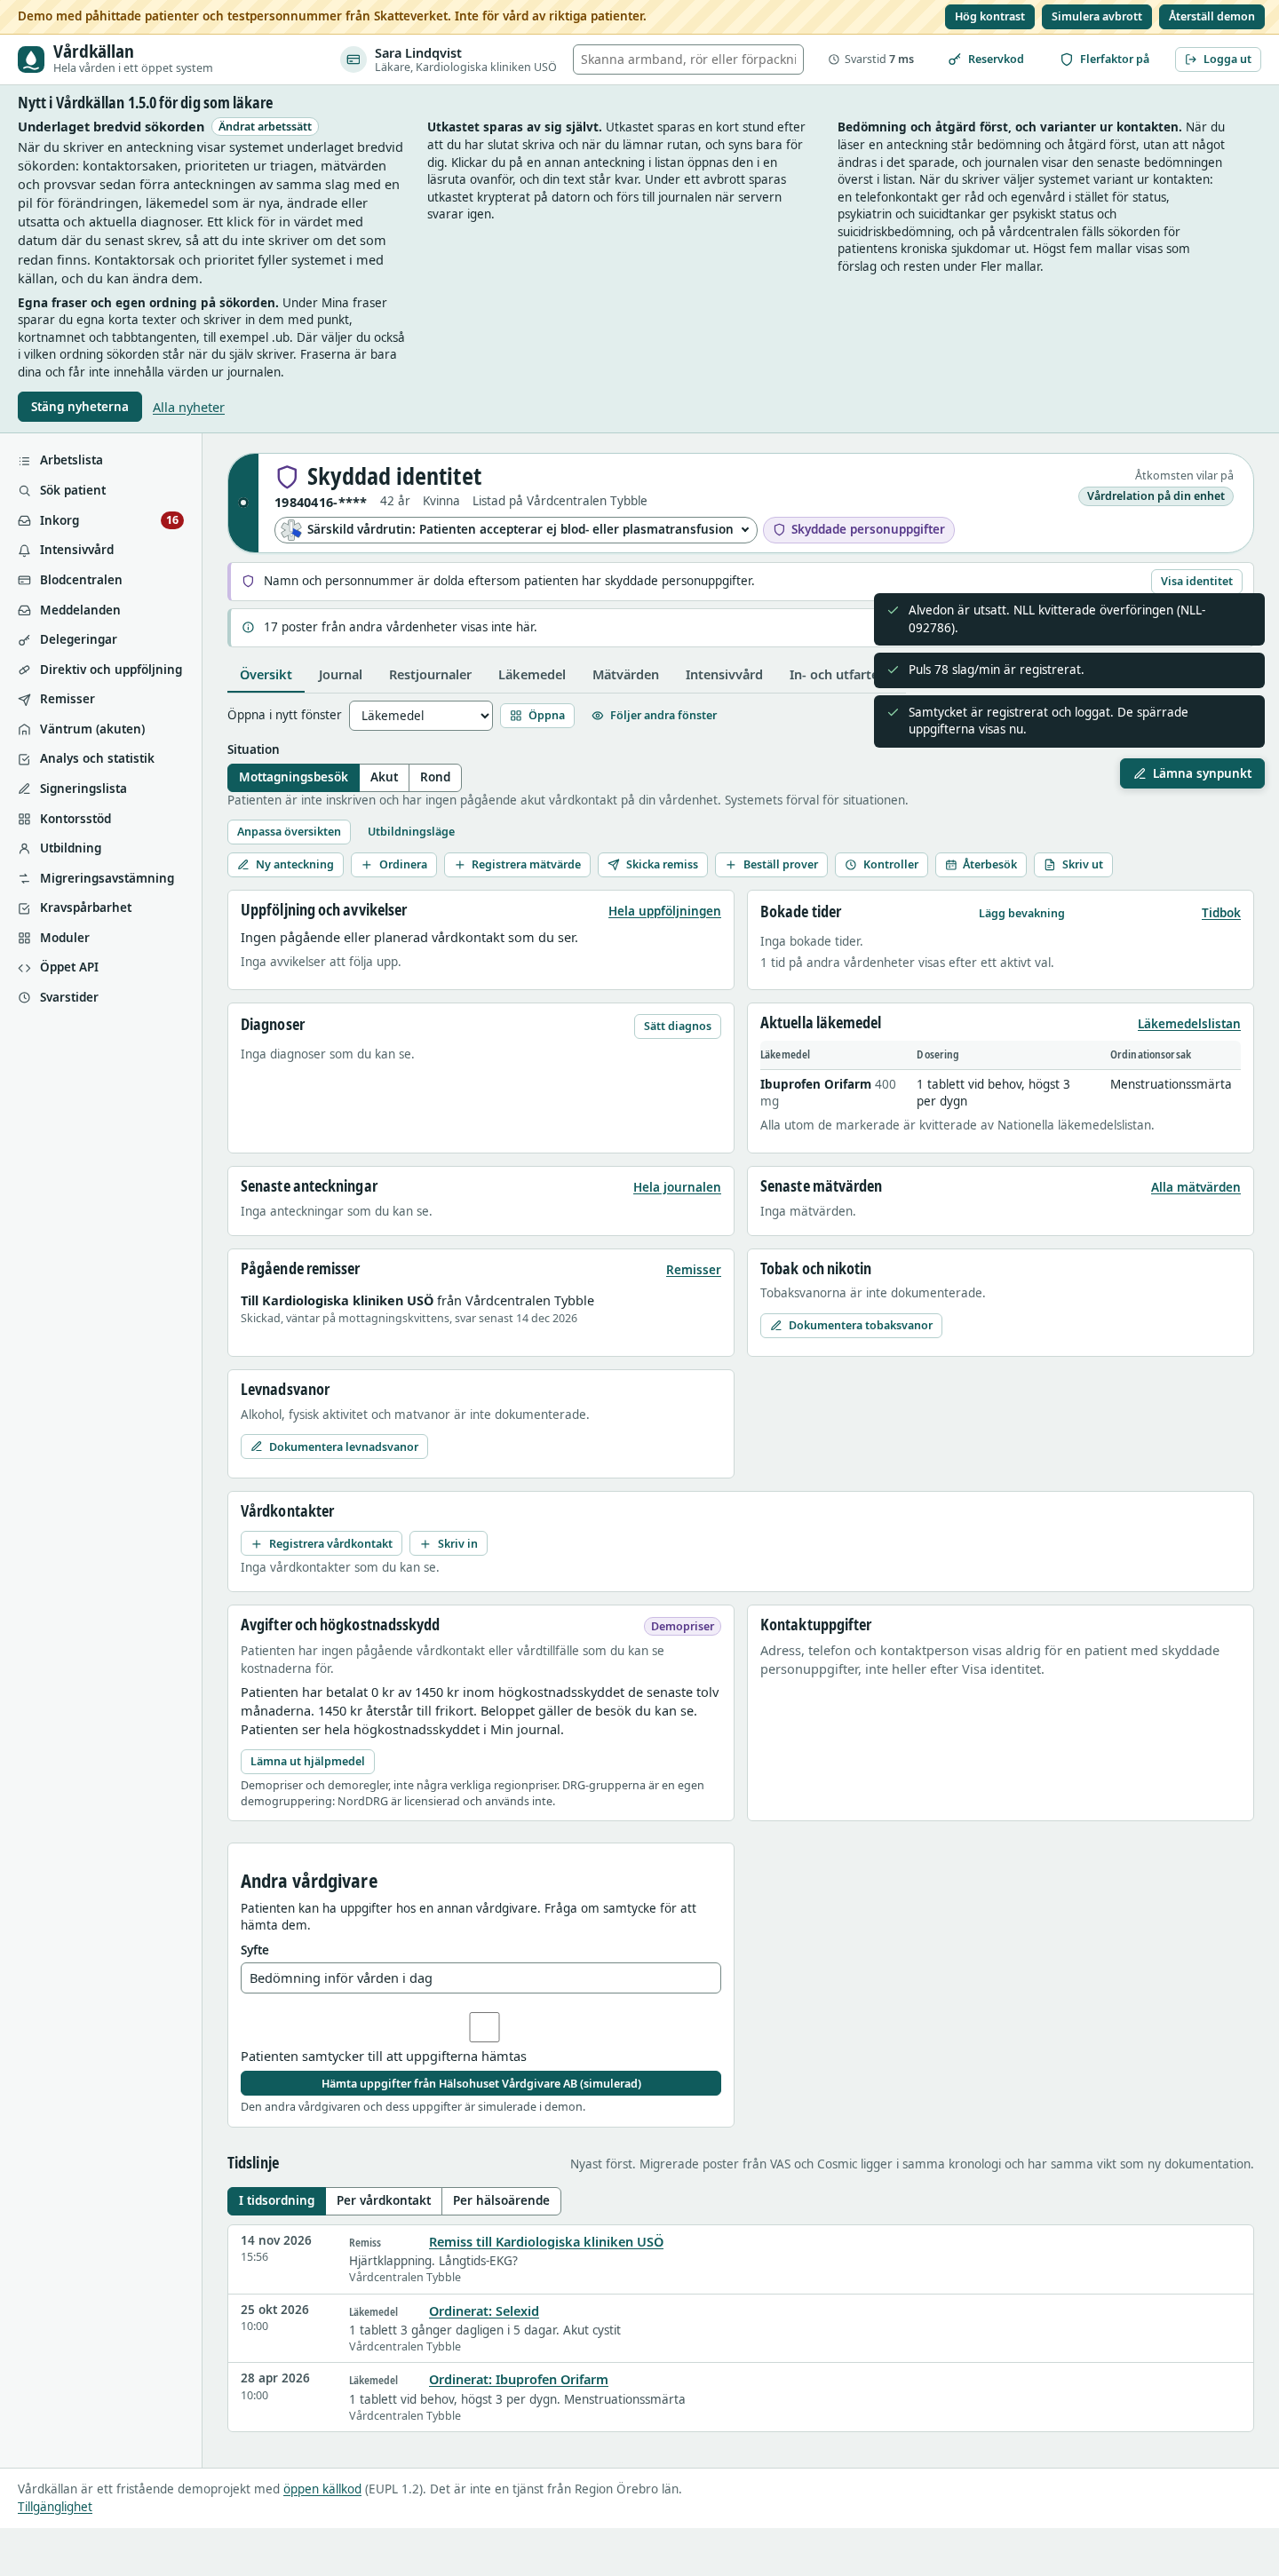 Demo med påhittade patienter och testpersonnummer från Skatteverket. Inte för vård av riktiga patienter.
Hög kontrast
Simulera avbrott
Återställ demon
Vårdkällan
Hela vården i ett öppet system
Sara Lindqvist
Läkare, Kardiologiska kliniken USÖ
Skanna armband, rör eller förpackni
Svarstid 7 ms
Reservkod
Flerfaktor på
Logga ut
Nytt i Vårdkällan 1.5.0 för dig som läkare
Underlaget bredvid sökorden Ändrat arbetssätt
När du skriver en anteckning visar systemet underlaget bredvid
sökorden: kontaktorsaken, prioriteten ur triagen, mätvärden
och provsvar sedan förra anteckningen av samma slag med en
pil för förändringen, läkemedel som är nya, ändrade eller
utsatta och aktuella diagnoser. Ett klick för in värdet med
datum där du senast skrev, så att du inte skriver om det som
redan finns. Kontaktorsak och prioritet fyller systemet i med
källan, och du kan ändra dem.
Egna fraser och egen ordning på sökorden. Under Mina fraser
sparar du egna korta texter och skriver in dem med punkt,
kortnamnet och tabbtangenten, till exempel .ub. Där väljer du också
i vilken ordning sökorden står när du själv skriver. Fraserna är bara
dina och får inte innehålla värden ur journalen.
Utkastet sparas av sig självt. Utkastet sparas en kort stund efter
att du har slutat skriva och när du lämnar rutan, och syns bara för
dig. Klickar du på en annan anteckning i listan öppnas den i en
läsruta ovanför, och din text står kvar. Under ett avbrott sparas
utkastet krypterat på datorn och förs till journalen när servern
svarar igen.
Bedömning och åtgärd först, och varianter ur kontakten. När du
läser en anteckning står bedömning och åtgärd först, utan att något
ändras i det sparade, och journalen visar den senaste bedömningen
överst i listan. När du skriver väljer systemet variant ur kontakten:
en telefonkontakt ger råd och egenvård i stället för status,
psykiatrin och suicidtankar ger psykiskt status och
suicidriskbedömning, och på vårdcentralen fälls sökorden för
patientens kroniska sjukdomar ut. Högst fem mallar visas som
förslag och resten under Fler mallar.
Stäng nyheterna
Alla nyheter
Arbetslista
Sök patient
Inkorg 16
Intensivvård
Blodcentralen
Meddelanden
Delegeringar
Direktiv och uppföljning
Remisser
Väntrum (akuten)
Analys och statistik
Signeringslista
Kontorsstöd
Utbildning
Migreringsavstämning
Kravspårbarhet
Moduler
Öppet API
Svarstider
Skyddad identitet
19840416-**** 42 år Kvinna Listad på Vårdcentralen Tybble
Särskild vårdrutin: Patienten accepterar ej blod- eller plasmatransfusion
Skyddade personuppgifter
Åtkomsten vilar på
Vårdrelation på din enhet
Namn och personnummer är dolda eftersom patienten har skyddade personuppgifter.
Visa identitet
17 poster från andra vårdenheter visas inte här.
Alvedon är utsatt. NLL kvitterade överföringen (NLL-
092786).
Puls 78 slag/min är registrerat.
Samtycket är registrerat och loggat. De spärrade
uppgifterna visas nu.
Översikt
Journal
Restjournaler
Läkemedel
Mätvärden
Intensivvård
In- och utfart
Öppna i nytt fönster
Läkemedel
Öppna
Följer andra fönster
Situation
Mottagningsbesök
Akut
Rond
Patienten är inte inskriven och har ingen pågående akut vårdkontakt på din vårdenhet. Systemets förval för situationen.
Lämna synpunkt
Anpassa översikten
Utbildningsläge
Ny anteckning
Ordinera
Registrera mätvärde
Skicka remiss
Beställ prover
Kontroller
Återbesök
Skriv ut
Uppföljning och avvikelser
Hela uppföljningen
Ingen pågående eller planerad vårdkontakt som du ser.
Inga avvikelser att följa upp.
Bokade tider
Lägg bevakning
Tidbok
Inga bokade tider.
1 tid på andra vårdenheter visas efter ett aktivt val.
Diagnoser
Sätt diagnos
Inga diagnoser som du kan se.
Aktuella läkemedel
Läkemedelslistan
Läkemedel Dosering Ordinationsorsak
Ibuprofen Orifarm 400 1 tablett vid behov, högst 3 Menstruationssmärta
mg per dygn
Alla utom de markerade är kvitterade av Nationella läkemedelslistan.
Senaste anteckningar
Hela journalen
Inga anteckningar som du kan se.
Senaste mätvärden
Alla mätvärden
Inga mätvärden.
Pågående remisser
Remisser
Till Kardiologiska kliniken USÖ från Vårdcentralen Tybble
Skickad, väntar på mottagningskvittens, svar senast 14 dec 2026
Tobak och nikotin
Tobaksvanorna är inte dokumenterade.
Dokumentera tobaksvanor
Levnadsvanor
Alkohol, fysisk aktivitet och matvanor är inte dokumenterade.
Dokumentera levnadsvanor
Vårdkontakter
Registrera vårdkontakt
Skriv in
Inga vårdkontakter som du kan se.
Avgifter och högkostnadsskydd
Demopriser
Patienten har ingen pågående vårdkontakt eller vårdtillfälle som du kan se
kostnaderna för.
Patienten har betalat 0 kr av 1450 kr inom högkostnadsskyddet de senaste tolv
månaderna. 1450 kr återstår till frikort. Beloppet gäller de besök du kan se.
Patienten ser hela högkostnadsskyddet i Min journal.
Lämna ut hjälpmedel
Demopriser och demoregler, inte några verkliga regionpriser. DRG-grupperna är en egen
demogruppering: NordDRG är licensierad och används inte.
Kontaktuppgifter
Adress, telefon och kontaktperson visas aldrig för en patient med skyddade
personuppgifter, inte heller efter Visa identitet.
Andra vårdgivare
Patienten kan ha uppgifter hos en annan vårdgivare. Fråga om samtycke för att
hämta dem.
Syfte
Bedömning inför vården i dag
Patienten samtycker till att uppgifterna hämtas
Hämta uppgifter från Hälsohuset Vårdgivare AB (simulerad)
Den andra vårdgivaren och dess uppgifter är simulerade i demon.
Tidslinje
Nyast först. Migrerade poster från VAS och Cosmic ligger i samma kronologi och har samma vikt som ny dokumentation.
I tidsordning
Per vårdkontakt
Per hälsoärende
14 nov 2026 Remiss Remiss till Kardiologiska kliniken USÖ
15:56 Hjärtklappning. Långtids-EKG?
Vårdcentralen Tybble
25 okt 2026 Läkemedel Ordinerat: Selexid
10:00 1 tablett 3 gånger dagligen i 5 dagar. Akut cystit
Vårdcentralen Tybble
28 apr 2026 Läkemedel Ordinerat: Ibuprofen Orifarm
10:00 1 tablett vid behov, högst 3 per dygn. Menstruationssmärta
Vårdcentralen Tybble
Vårdkällan är ett fristående demoprojekt med öppen källkod (EUPL 1.2). Det är inte en tjänst från Region Örebro län.
Tillgänglighet